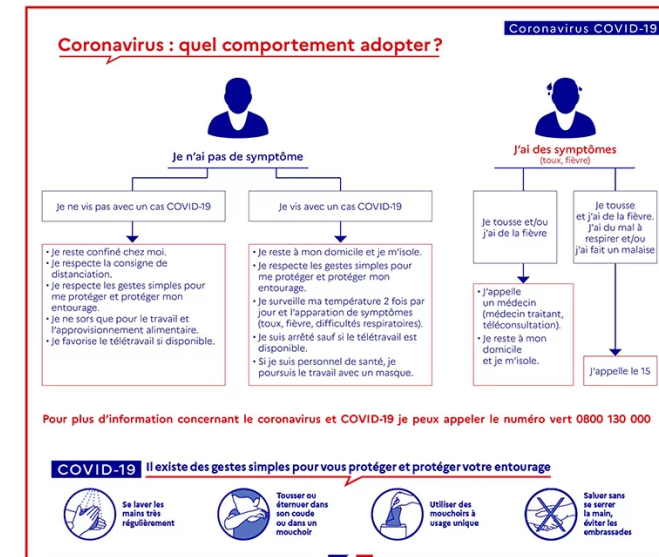 Coronavirus COVID-19
Coronavirus : quel comportement adopter ?
Je n'ai pas de symptôme
Je ne vis pas avec un cas COVID-19
• Je reste confiné chez moi.
• Je respecte la consigne de
distanciation.
• Je respecte les gestes simples pour
me protéger et protéger mon
entourage.
• Je ne sors que pour le travail et
l'approvisionnement alimentaire.
• Je favorise le télétravail si disponible.
Je vis avec un cas COVID-19
• Je reste à mon domicile et je m'isole.
• Je respecte les gestes simples pour
me protéger et protéger mon
entourage.
• Je surveille ma température 2 fois par
jour et l'apparation de symptômes
(toux, fièvre, difficultés respiratoires).
• Je suis arrêté sauf si le télétravail est
disponible.
• Si je suis personnel de santé, je
poursuis le travail avec un masque.
J'ai des symptômes
(toux, fièvre)
Je tousse et/ou
j'ai de la fièvre
• J'appelle
un médecin
(médecin traitant,
téléconsultation).
• Je reste à mon
domicile
et je m'isole.
Je tousse
et j'ai de la fièvre.
J'ai du mal à
respirer et/ou
j'ai fait un malaise
J'appelle le 15
Pour plus d'information concernant le coronavirus et COVID-19 je peux appeler le numéro vert 0800 130 000
COVID-19 Il existe des gestes simples pour vous protéger et protéger votre entourage
Se laver les
mains très
régulièrement
Tousser ou
éternuer dans
son coude
ou dans un
mouchoir
Utiliser des
mouchoirs à
usage unique
Saluer sans
se serrer
la main,
éviter les
embrassades